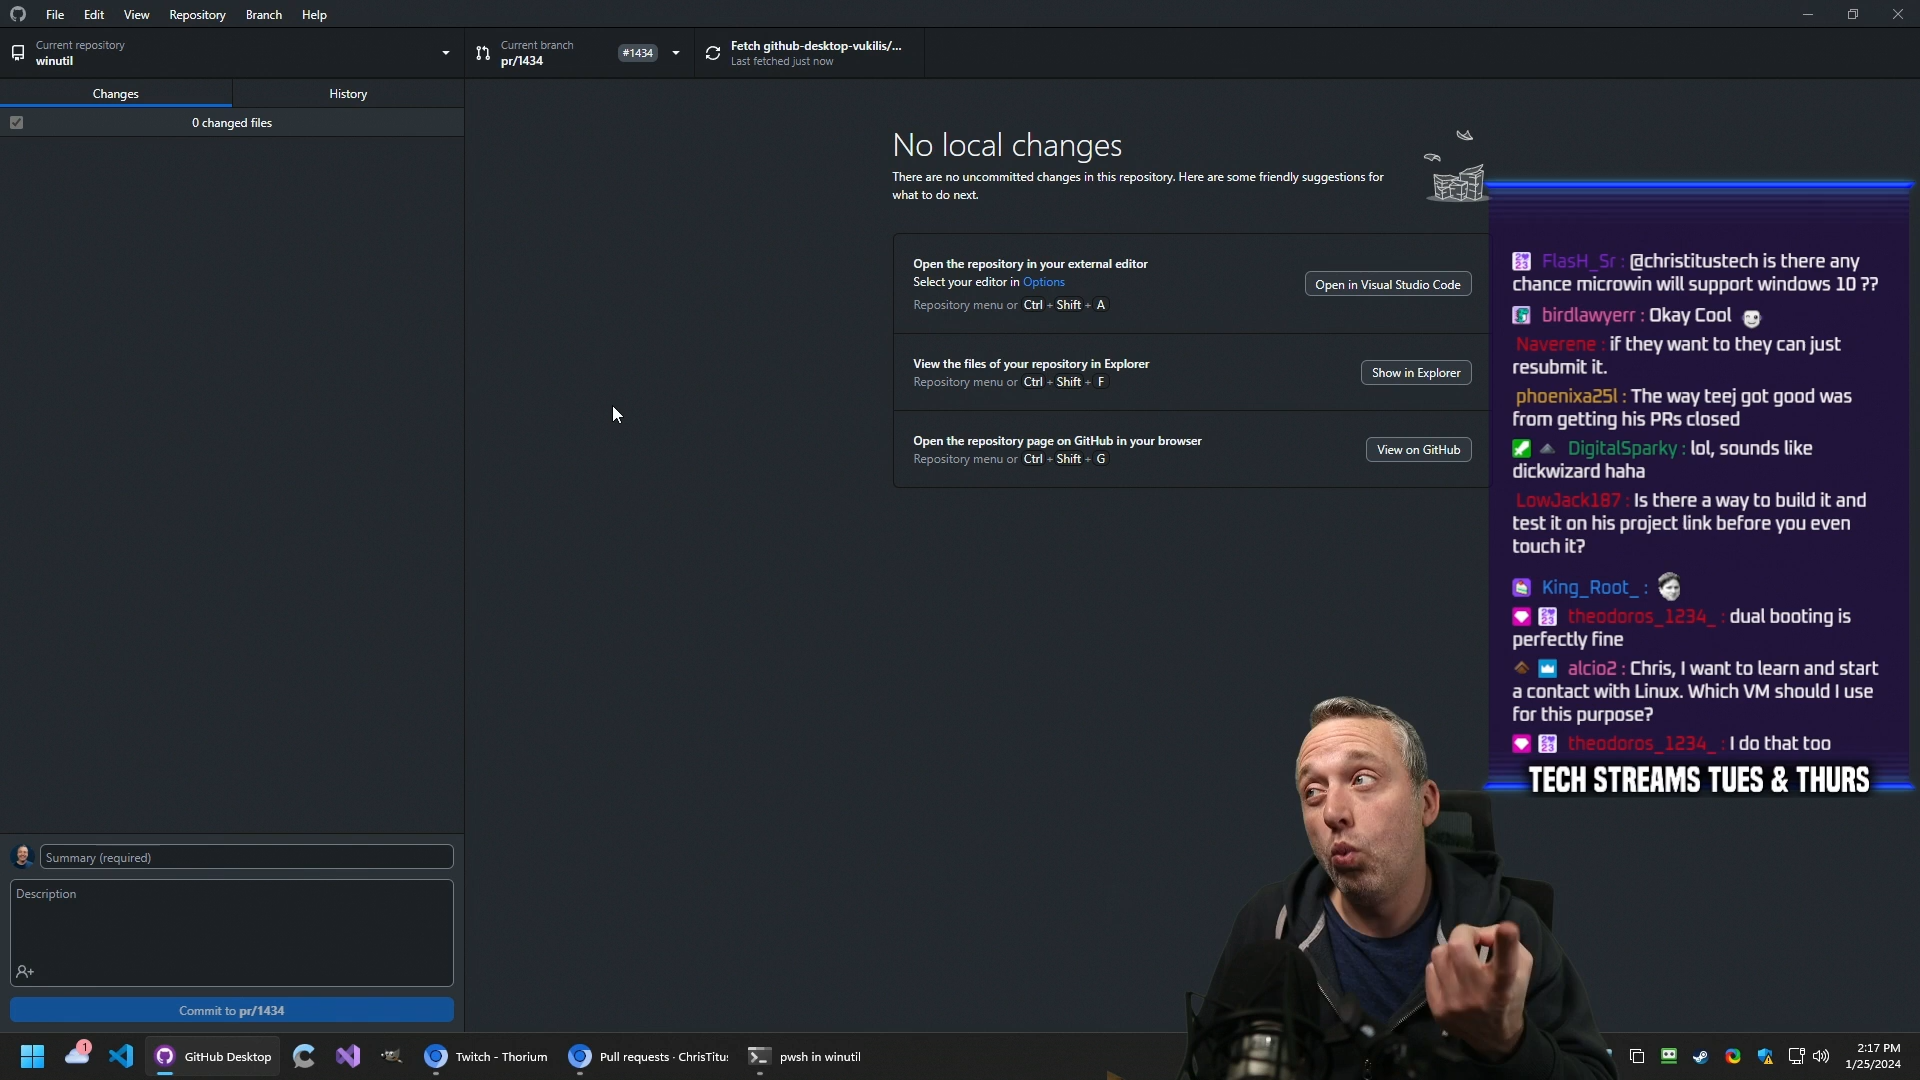 File Edit View Repository Branch Help
Current repository
winutil
Current branch
pr/1434
#1434
Fetch github-desktop-vukilis/...
Last fetched just now
Changes
History
0 changed files
No local changes
There are no uncommitted changes in this repository. Here are some friendly suggestions for
what to do next.
Open the repository in your external editor
Select your editor in Options
Repository menu or Ctrl + Shift + A
Open in Visual Studio Code
View the files of your repository in Explorer
Repository menu or Ctrl + Shift + F
Show in Explorer
Open the repository page on GitHub in your browser
Repository menu or Ctrl + Shift + G
View on GitHub
FlasH_Sr : @christitustech is there any
chance microwin will support windows 10 ??
birdlawyerr : Okay Cool
Naverene : if they want to they can just
resubmit it.
phoenixa25l : The way teej got good was
from getting his PRs closed
DigitalSparky : lol, sounds like
dickwizard haha
LowJack187 : Is there a way to build it and
test it on his project link before you even
touch it?
King_Root_ :
theodoros_1234_ : dual booting is
perfectly fine
alcio2 : Chris, I want to learn and start
a contact with Linux. Which VM should I use
for this purpose?
theodoros_1234_ : I do that too
TECH STREAMS TUES & THURS
Summary (required)
Description
Commit to pr/1434
1
GitHub Desktop
Twitch - Thorium
Pull requests · ChrisTitus
pwsh in winutil
2:17 PM
1/25/2024